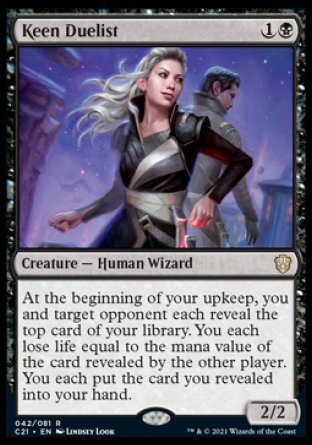 Keen Duelist 1
Creature — Human Wizard
At the beginning of your upkeep, you
and target opponent each reveal the
top card of your library. You each
lose life equal to the mana value of
the card revealed by the other player.
You each put the card you revealed
into your hand.
2/2
042/081 R
C21 • EN LINDSEY LOOK
™ & © 2021 Wizards of the Coast